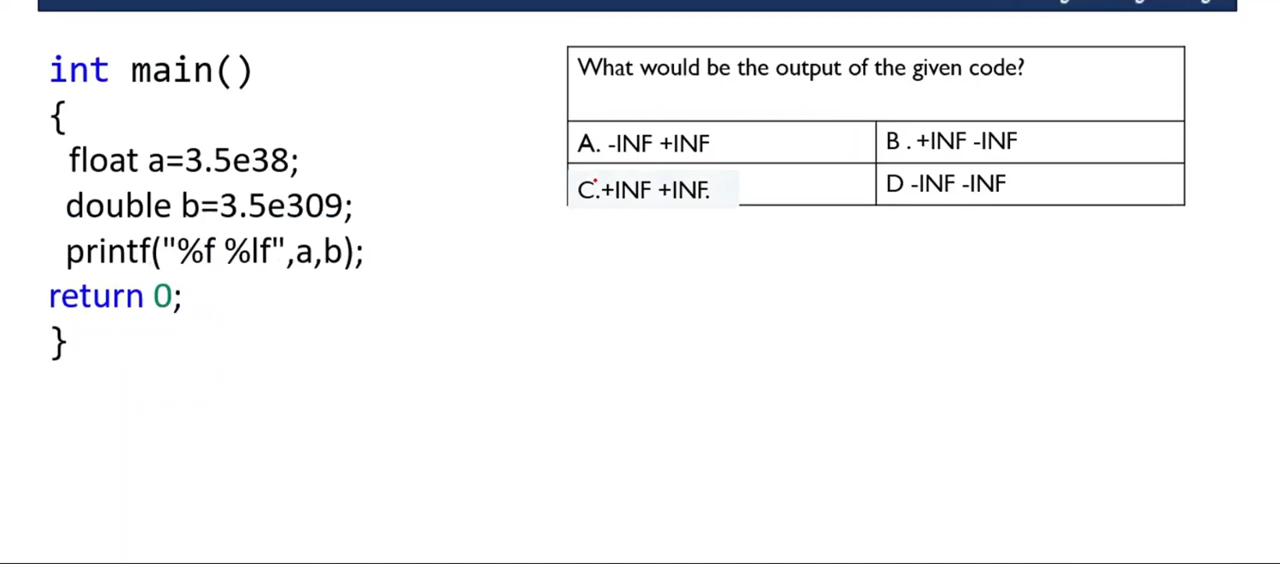 int main()
{
float a=3.5e38;
double b=3.5e309;
printf("%f %lf",a,b);
return 0;
}
What would be the output of the given code?
A. -INF +INF
B . +INF -INF
C.+INF +INF.
D -INF -INF